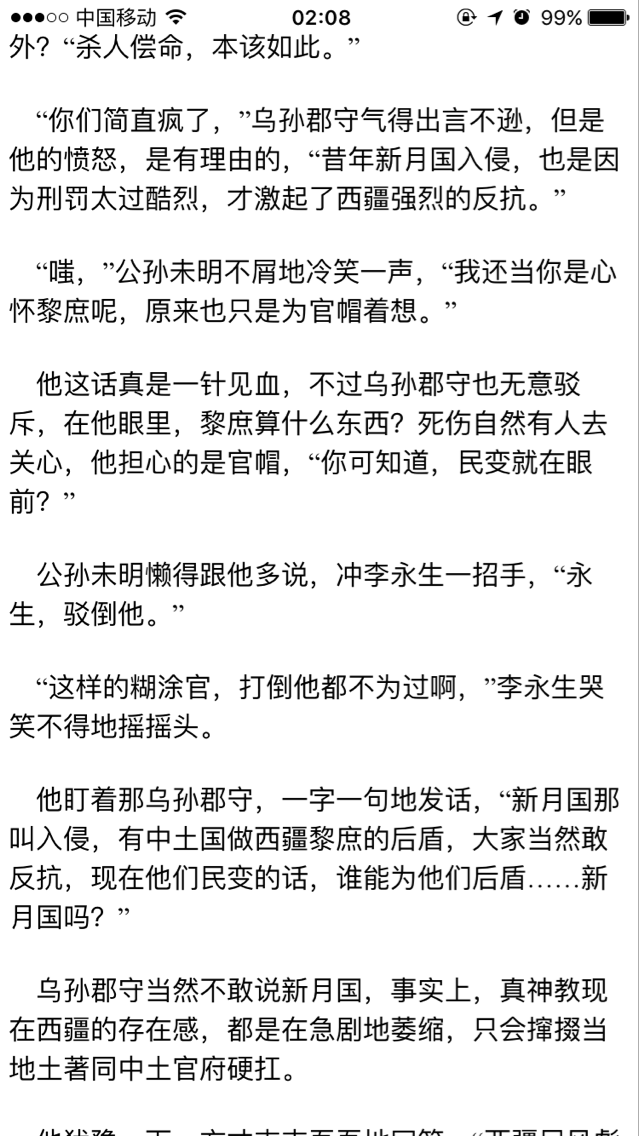 中国移动 02:08 99%
外？“杀人偿命，本该如此。”
“你们简直疯了，”乌孙郡守气得出言不逊，但是
他的愤怒，是有理由的，“昔年新月国入侵，也是因
为刑罚太过酷烈，才激起了西疆强烈的反抗。”
“嗤，”公孙未明不屑地冷笑一声，“我还当你是心
怀黎庶呢，原来也只是为官帽着想。”
他这话真是一针见血，不过乌孙郡守也无意驳
斥，在他眼里，黎庶算什么东西？死伤自然有人去
关心，他担心的是官帽，“你可知道，民变就在眼
前？”
公孙未明懒得跟他多说，冲李永生一招手，“永
生，驳倒他。”
“这样的糊涂官，打倒他都不为过啊，”李永生哭
笑不得地摇摇头。
他盯着那乌孙郡守，一字一句地发话，“新月国那
叫入侵，有中土国做西疆黎庶的后盾，大家当然敢
反抗，现在他们民变的话，谁能为他们后盾……新
月国吗？”
乌孙郡守当然不敢说新月国，事实上，真神教现
在西疆的存在感，都是在急剧地萎缩，只会撺掇当
地土著同中土官府硬扛。